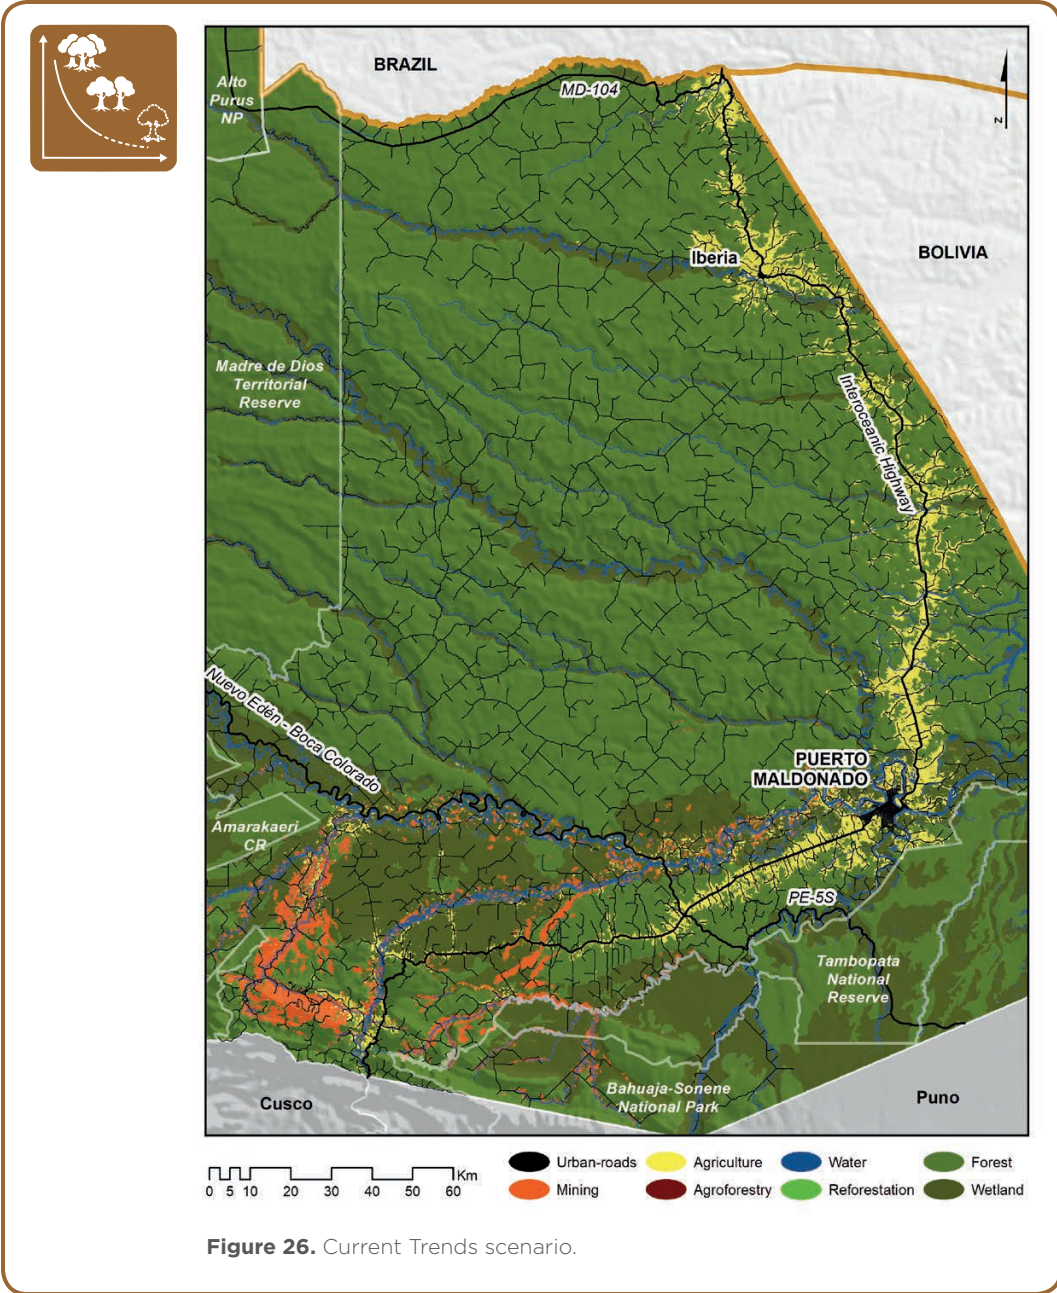 BRAZIL
Alto
Purus
NP
MD-104
N
BOLIVIA
Iberia
Interoceanic Highway
Madre de Dios
Territorial
Reserve
Nuevo Edén - Boca Colorado
PUERTO
MALDONADO
Amarakaeri
CR
PE-5S
Tambopata
National
Reserve
Bahuaja-Sonene
National Park
Cusco
Puno
0 5 10 20 30 40 50 60 Km
Urban-roads Agriculture Water Forest
Mining Agroforestry Reforestation Wetland
Figure 26. Current Trends scenario.